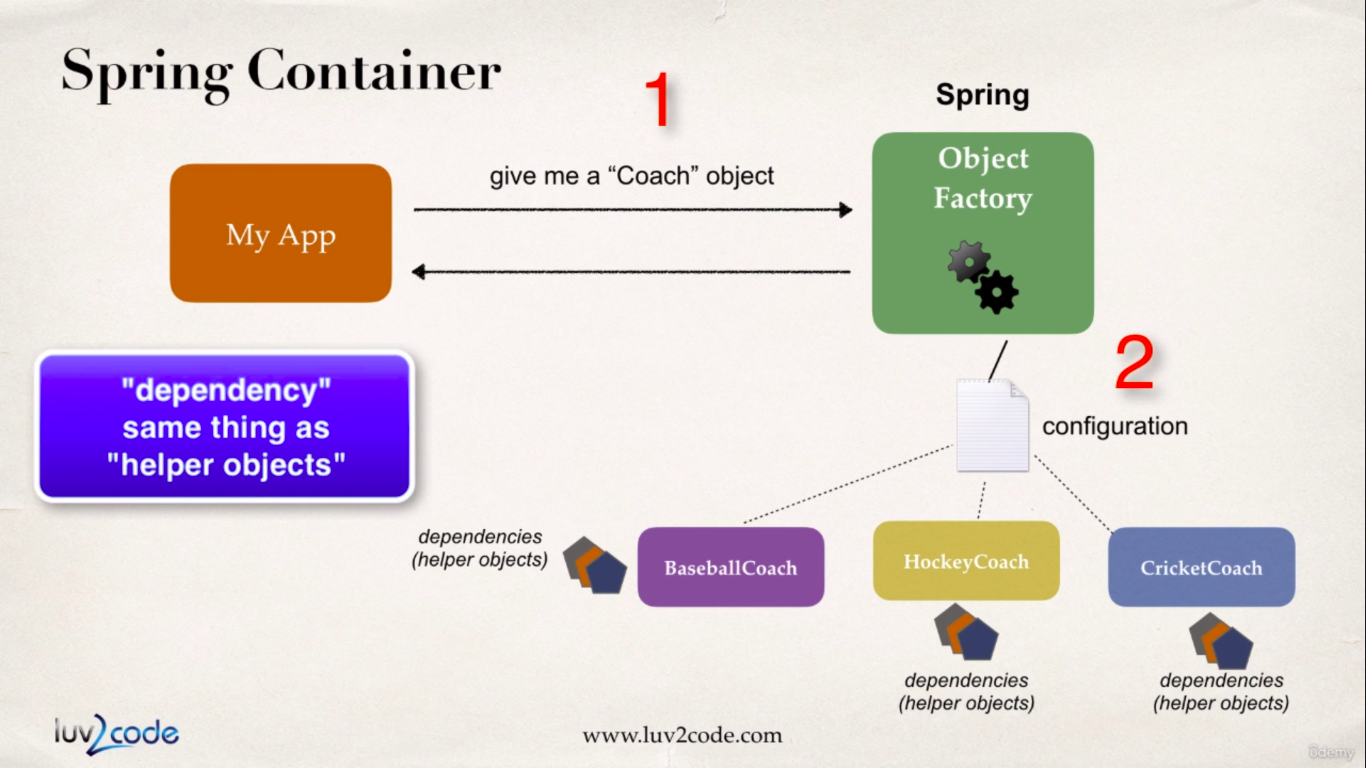 Spring Container
1
Spring
give me a “Coach” object
Object
Factory
My App
2
"dependency"
same thing as
"helper objects"
configuration
dependencies
(helper objects)
BaseballCoach
HockeyCoach
CricketCoach
dependencies
(helper objects)
dependencies
(helper objects)
luv2code
www.luv2code.com
ûdemy